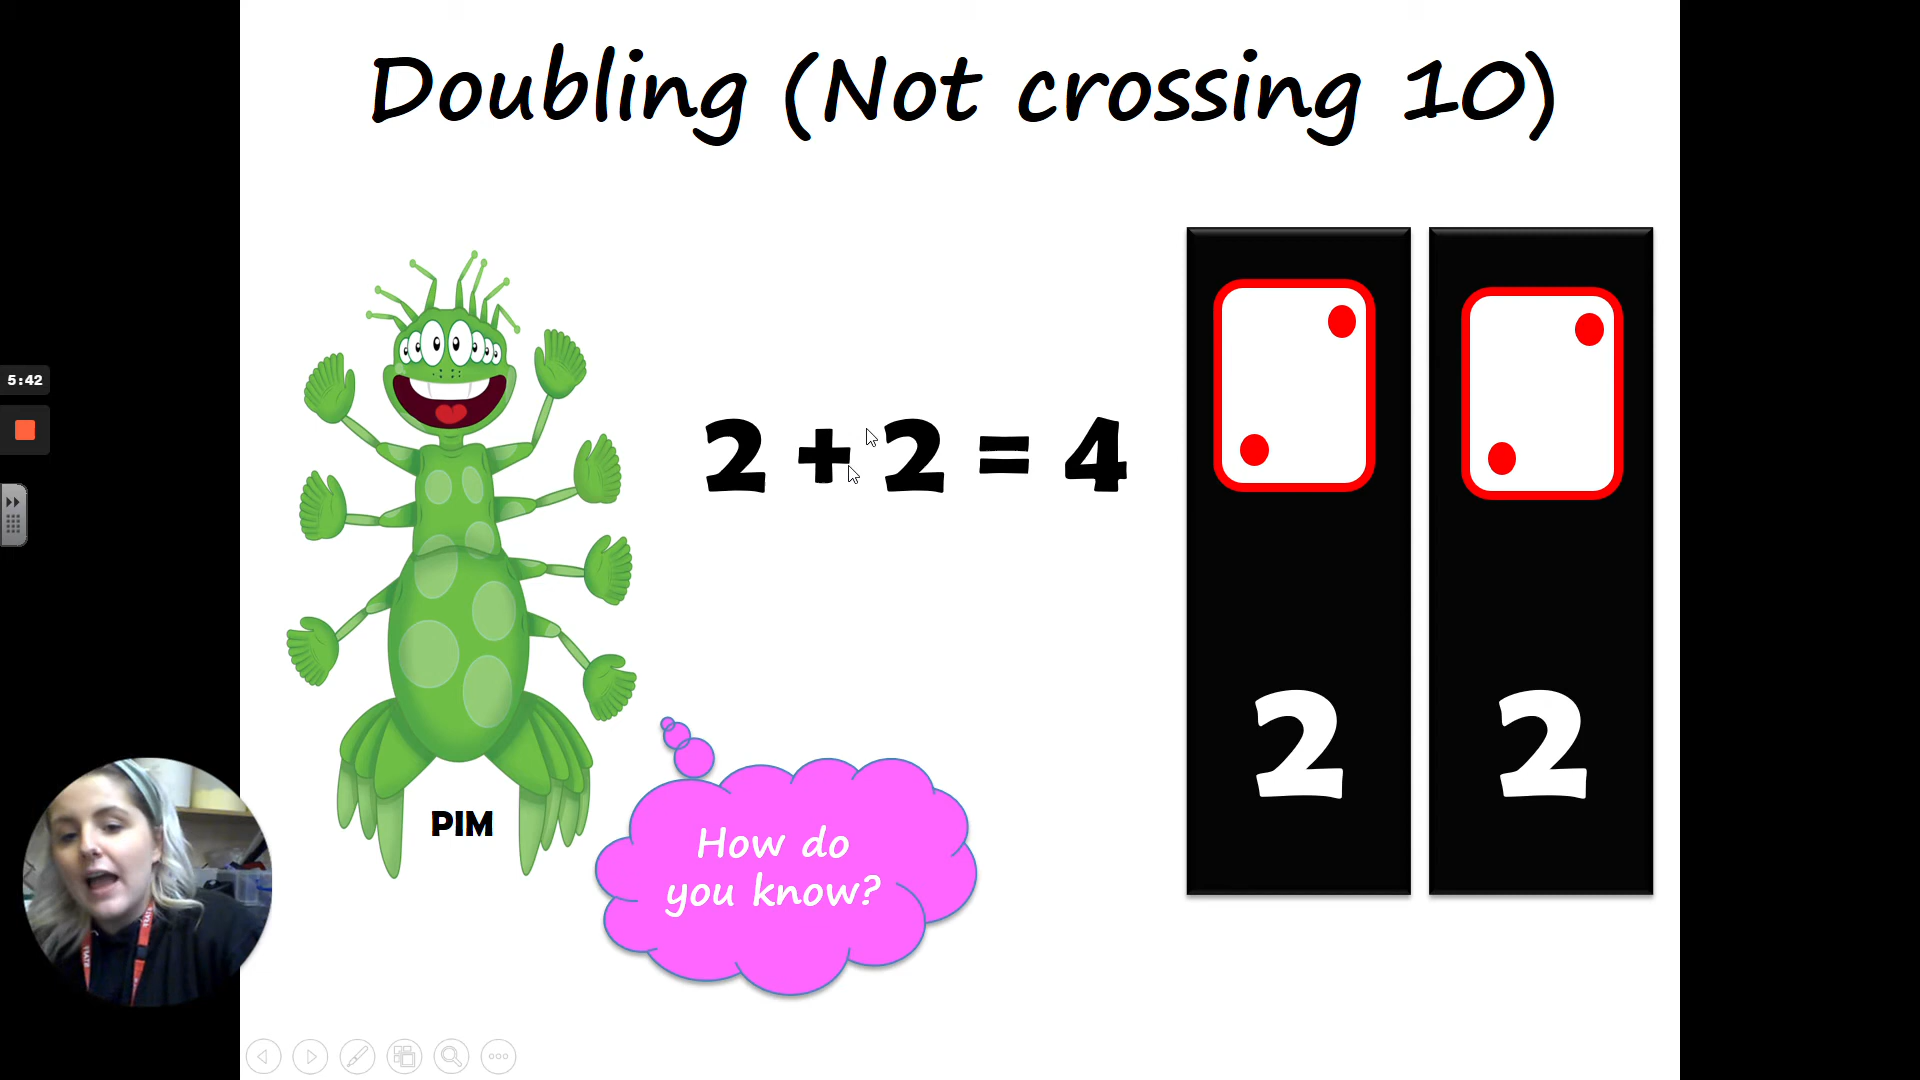 Doubling (Not crossing 10)
5:42
2 + 2 = 4
PIM
How do
you know?
2
2